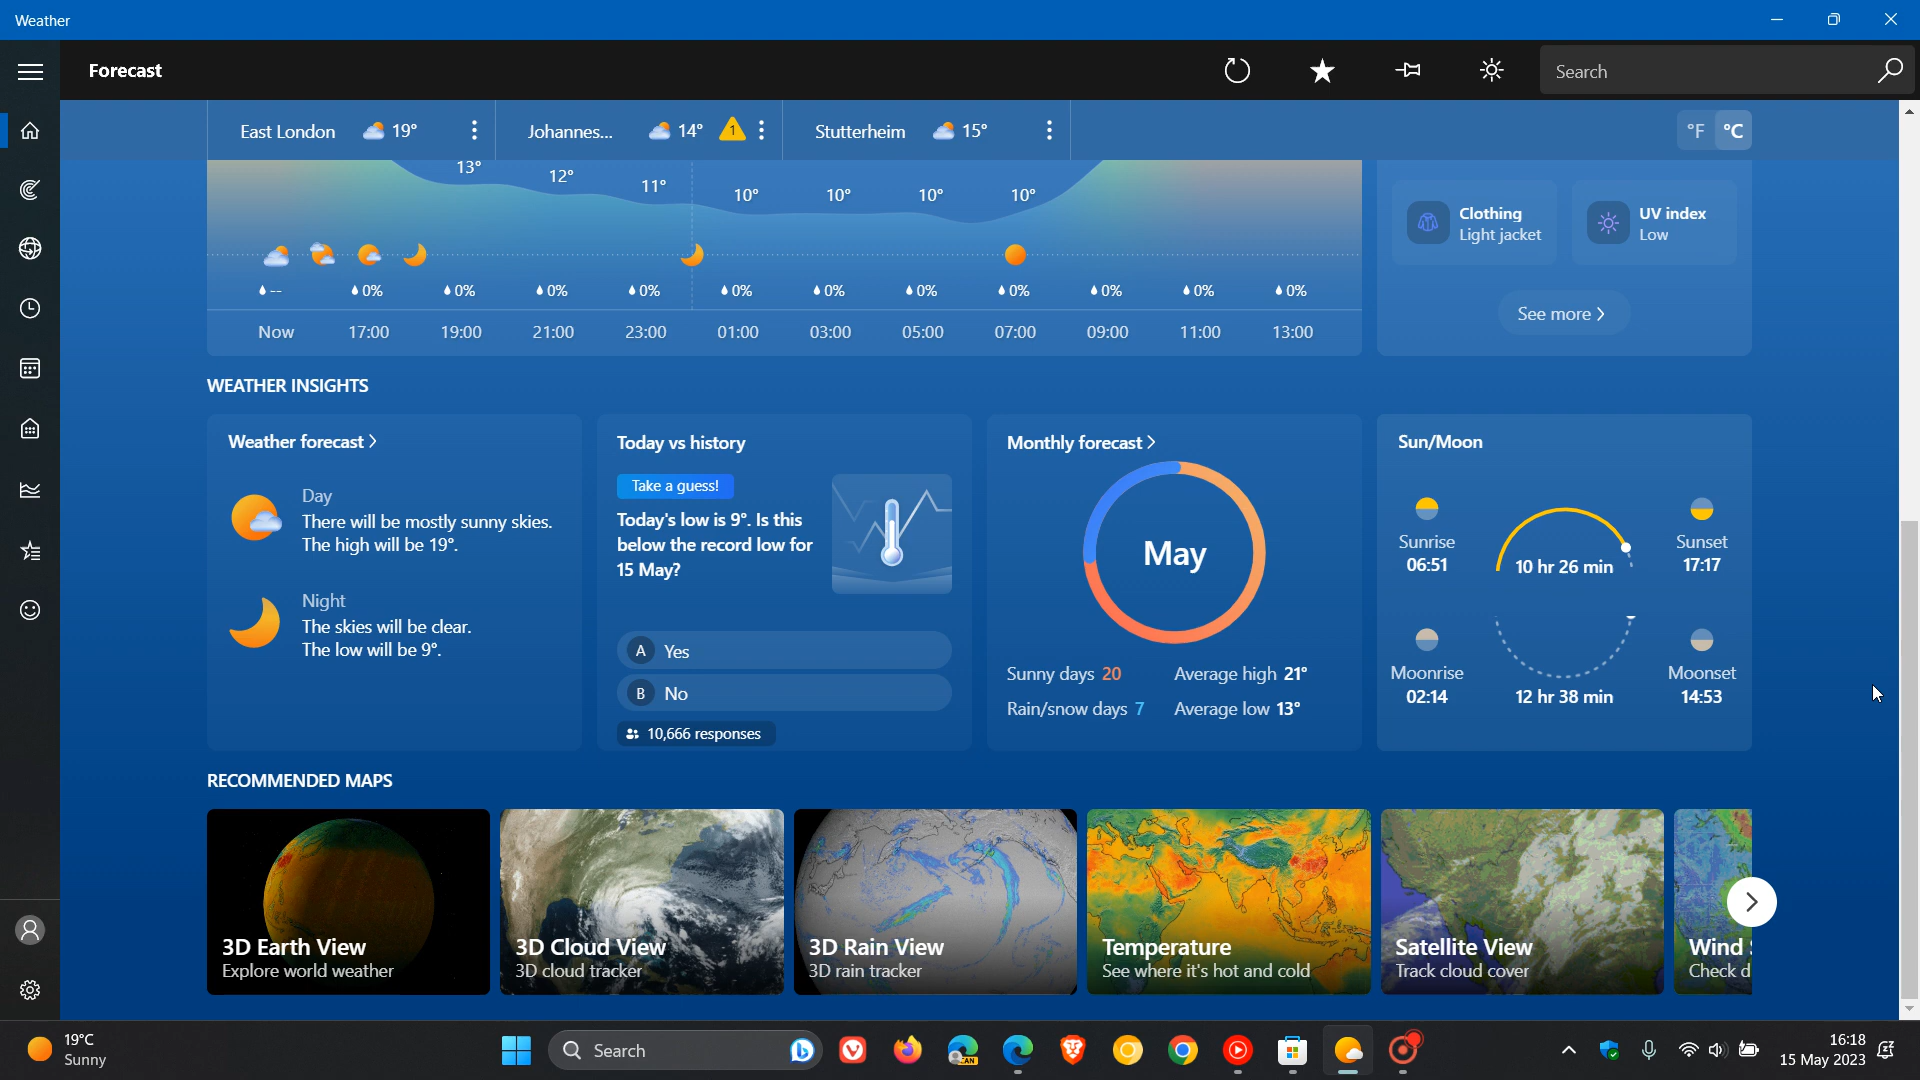 Weather
Forecast
Search
East London 19°
Johannes... 14° 1
Stutterheim 15°
°F °C
13° 12° 11° 10° 10° 10° 10°
-- 0% 0% 0% 0% 0% 0% 0% 0% 0% 0% 0%
Now 17:00 19:00 21:00 23:00 01:00 03:00 05:00 07:00 09:00 11:00 13:00
Clothing
Light jacket
UV index
Low
See more >
WEATHER INSIGHTS
Weather forecast >
Day
There will be mostly sunny skies.
The high will be 19°.
Night
The skies will be clear.
The low will be 9°.
Today vs history
Take a guess!
Today's low is 9°. Is this
below the record low for
15 May?
A Yes
B No
10,666 responses
Monthly forecast >
May
Sunny days 20 Average high 21°
Rain/snow days 7 Average low 13°
Sun/Moon
Sunrise
06:51
10 hr 26 min
Sunset
17:17
Moonrise
02:14
12 hr 38 min
Moonset
14:53
RECOMMENDED MAPS
3D Earth View
Explore world weather
3D Cloud View
3D cloud tracker
3D Rain View
3D rain tracker
Temperature
See where it's hot and cold
Satellite View
Track cloud cover
Wind
Check
19°C
Sunny
Search
CAN
16:18
15 May 2023